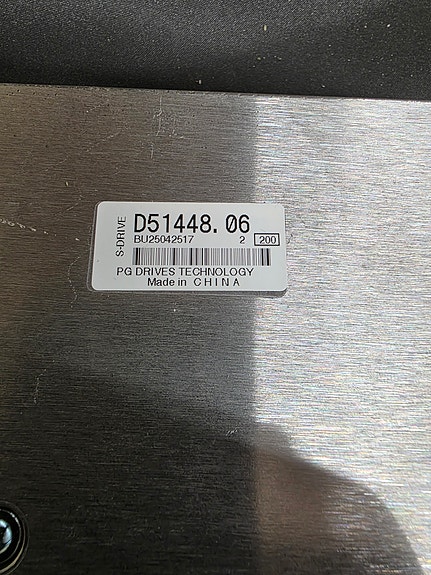 S-DRIVE
D51448.06
BU25042517 2 200
PG DRIVES TECHNOLOGY
Made in CHINA